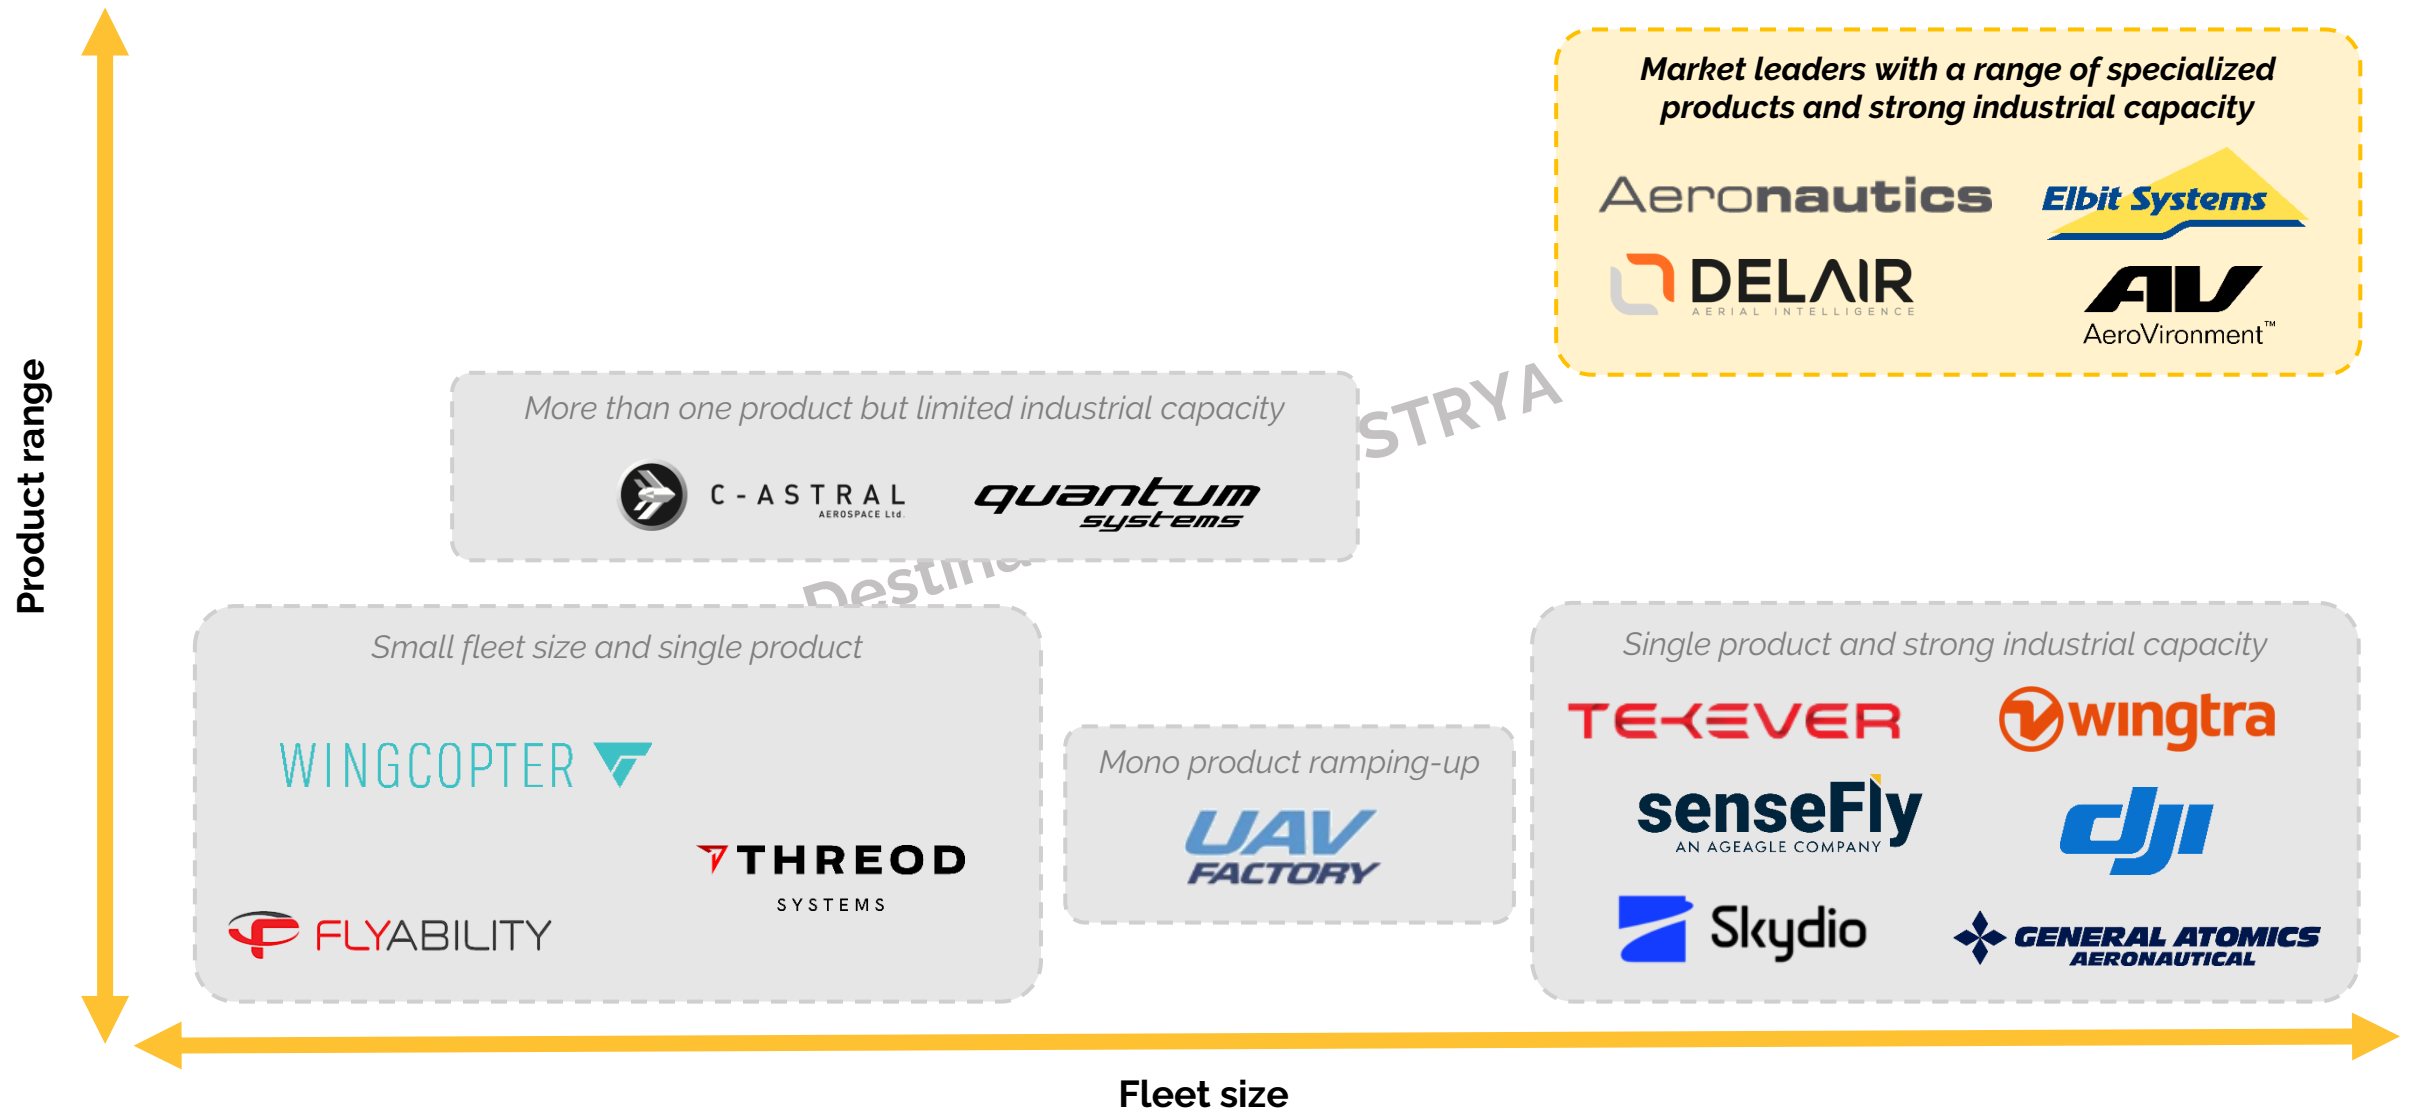 Market leaders with a range of specialized
products and strong industrial capacity
Aeronautics
Elbit Systems
DELAIR
AERIAL INTELLIGENCE
AV
AeroVironment™
Product range
More than one product but limited industrial capacity
C-ASTRAL
AEROSPACE Ltd.
quantum
systems
Small fleet size and single product
WINGCOPTER
THREOD
SYSTEMS
FLYABILITY
Mono product ramping-up
UAV
FACTORY
Single product and strong industrial capacity
TEKEVER
wingtra
senseFly
AN AGEAGLE COMPANY
dji
Skydio
GENERAL ATOMICS
AERONAUTICAL
Fleet size